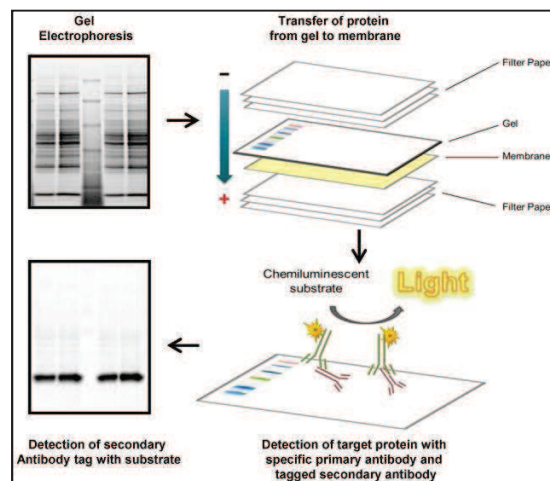 Gel
Electrophoresis
Transfer of protein
from gel to membrane
-
+
Filter Paper
Gel
Membrane
Filter Paper
Chemiluminescent
substrate
Light
Detection of secondary
Antibody tag with substrate
Detection of target protein with
specific primary antibody and
tagged secondary antibody